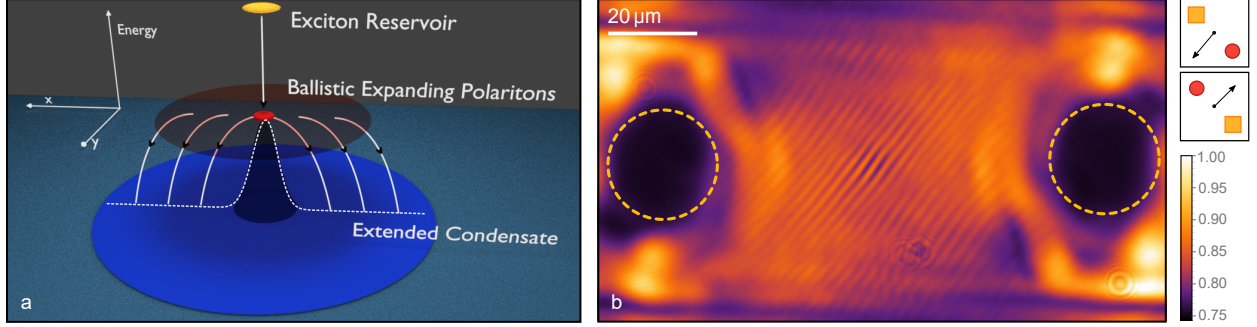 Energy
x
y
Exciton Reservoir
Ballistic Expanding Polaritons
Extended Condensate
a
20 µm
b
1.00
0.95
0.90
0.85
0.80
0.75